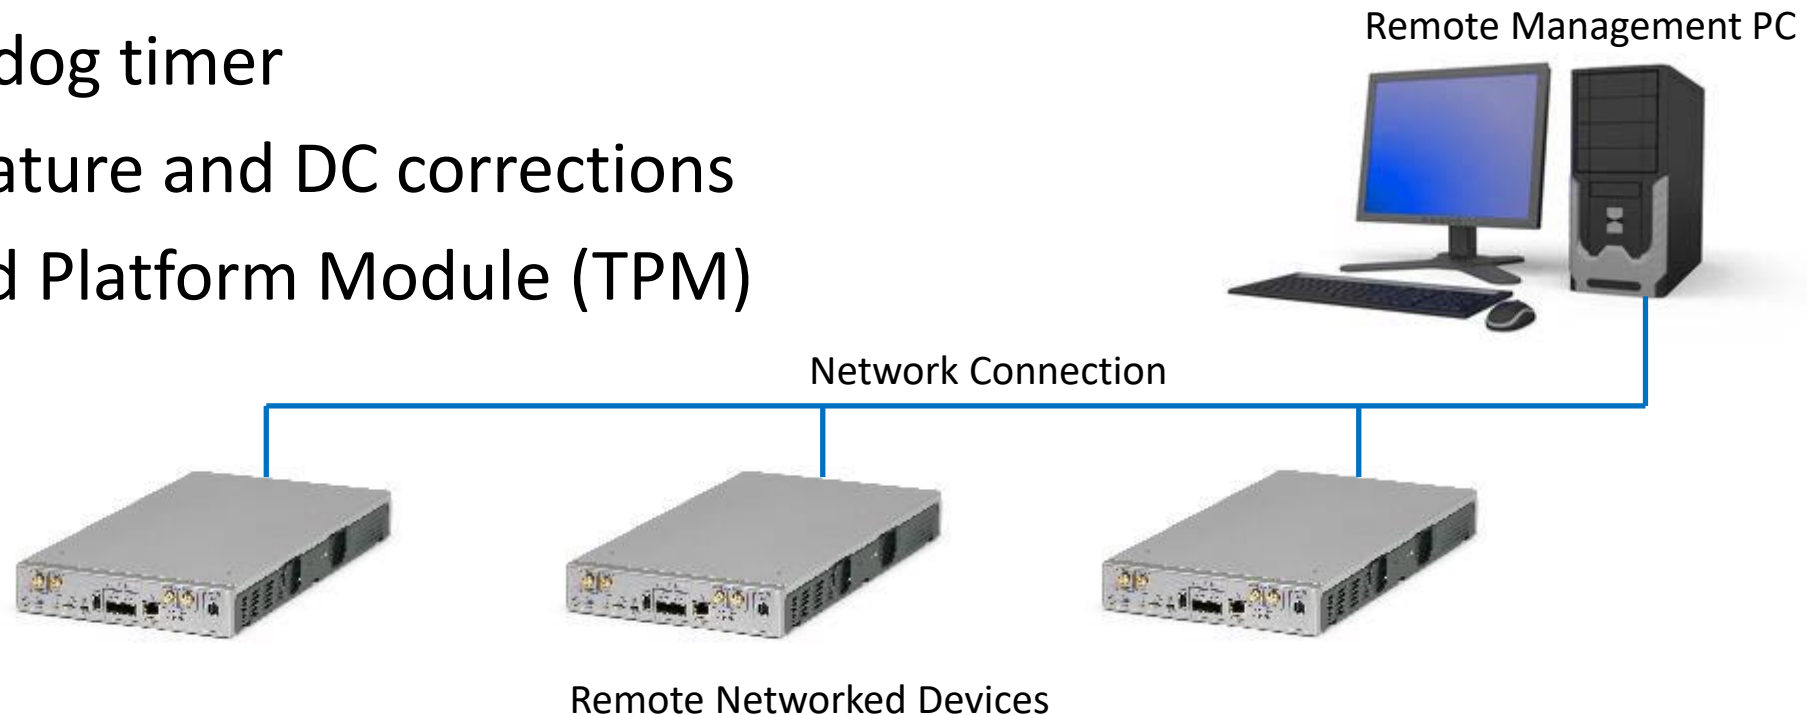 Remote Management PC
dog timer
ature and DC corrections
d Platform Module (TPM)
Network Connection
Remote Networked Devices